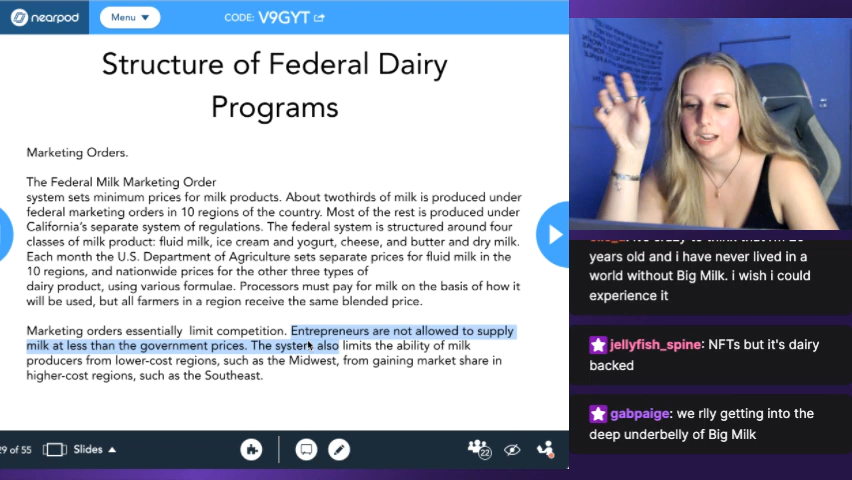 nearpod
Menu
CODE: V9GYT
Structure of Federal Dairy
Programs
Marketing Orders.
The Federal Milk Marketing Order
system sets minimum prices for milk products. About twothirds of milk is produced under
federal marketing orders in 10 regions of the country. Most of the rest is produced under
California's separate system of regulations. The federal system is structured around four
classes of milk product: fluid milk, ice cream and yogurt, cheese, and butter and dry milk.
Each month the U.S. Department of Agriculture sets separate prices for fluid milk in the
10 regions, and nationwide prices for the other three types of
dairy product, using various formulae. Processors must pay for milk on the basis of how it
will be used, but all farmers in a region receive the same blended price.
Marketing orders essentially limit competition. Entrepreneurs are not allowed to supply
milk at less than the government prices. The system also limits the ability of milk
producers from lower-cost regions, such as the Midwest, from gaining market share in
higher-cost regions, such as the Southeast.
29 of 55
Slides
22
years old and i have never lived in a
world without Big Milk. i wish i could
experience it
jellyfish_spine: NFTs but it's dairy
backed
gabpaige: we rlly getting into the
deep underbelly of Big Milk